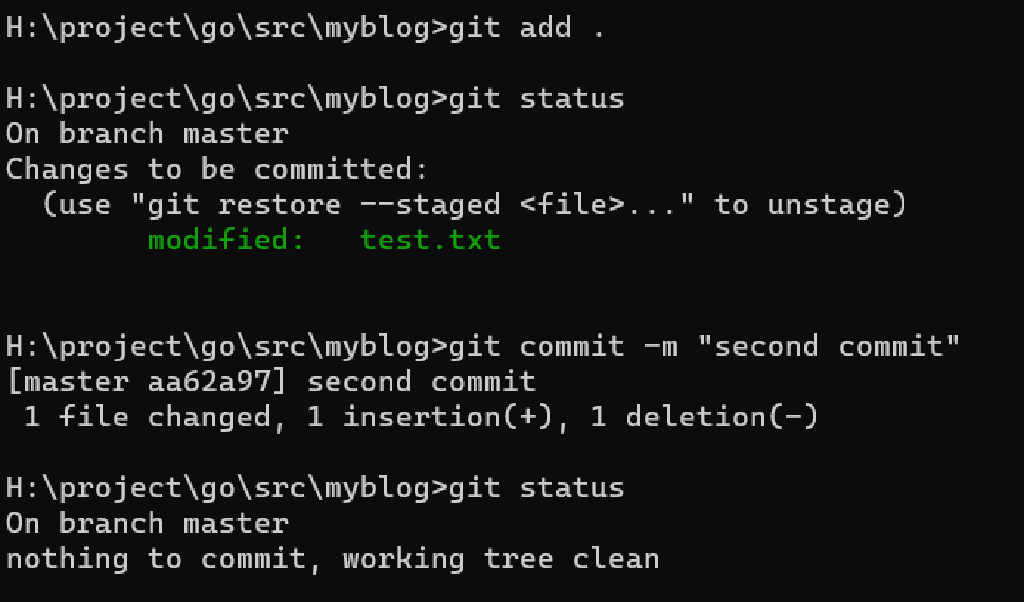 H:\project\go\src\myblog>git add .
H:\project\go\src\myblog>git status
On branch master
Changes to be committed:
  (use "git restore --staged <file>..." to unstage)
        modified:   test.txt
H:\project\go\src\myblog>git commit -m "second commit"
[master aa62a97] second commit
 1 file changed, 1 insertion(+), 1 deletion(-)
H:\project\go\src\myblog>git status
On branch master
nothing to commit, working tree clean